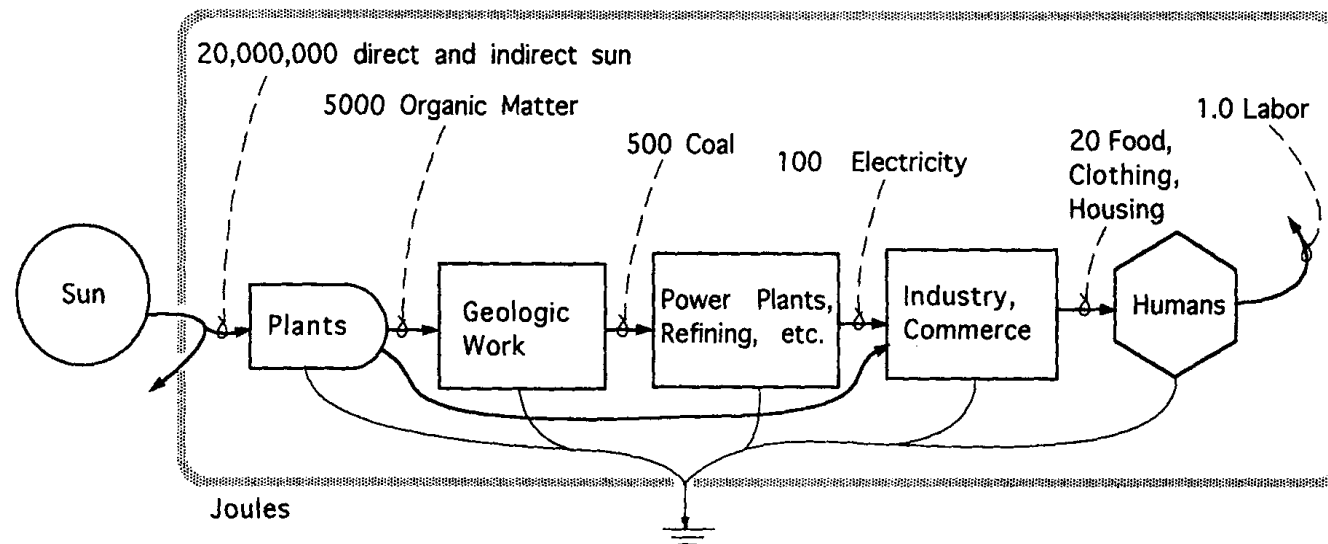 20,000,000 direct and indirect sun
5000 Organic Matter
500 Coal
100 Electricity
20 Food,
Clothing,
Housing
1.0 Labor
Sun
Plants
Geologic
Work
Power Plants,
Refining, etc.
Industry,
Commerce
Humans
Joules